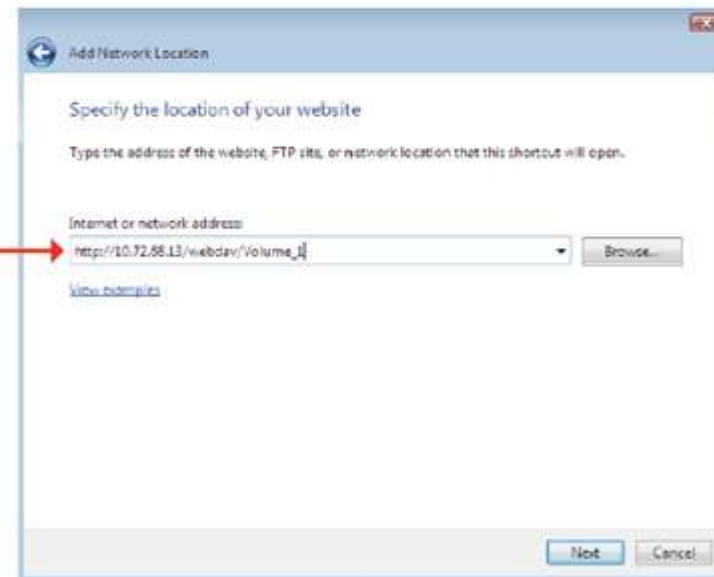 Add Network Location
Specify the location of your website
Type the address of the website, FTP site, or network location that this shortcut will open.
Internet or network address:
http://10.72.68.13/webdav/Volume_1
Browse...
View examples
Next
Cancel